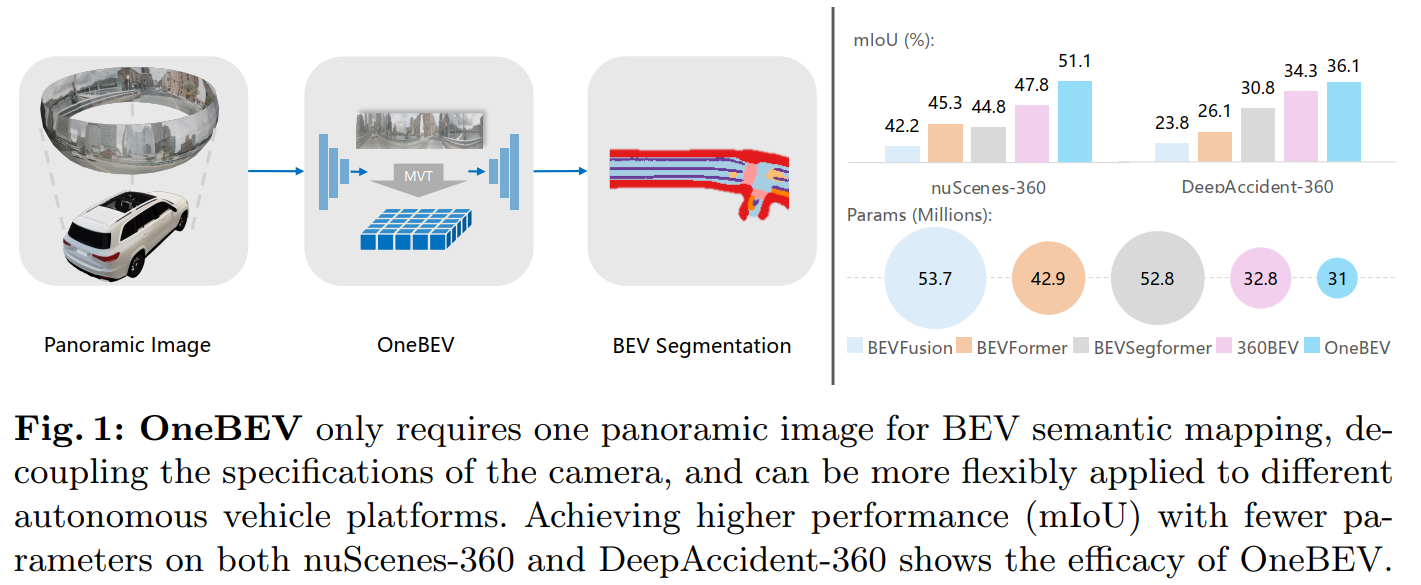 MVT
Panoramic Image
OneBEV
BEV Segmentation
mIoU (%):
42.2
45.3
44.8
47.8
51.1
23.8
26.1
30.8
34.3
36.1
nuScenes-360
DeepAccident-360
Params (Millions):
53.7
42.9
52.8
32.8
31
BEVFusion
BEVFormer
BEVSegformer
360BEV
OneBEV
Fig. 1: OneBEV only requires one panoramic image for BEV semantic mapping, de-
coupling the specifications of the camera, and can be more flexibly applied to different
autonomous vehicle platforms. Achieving higher performance (mIoU) with fewer pa-
rameters on both nuScenes-360 and DeepAccident-360 shows the efficacy of OneBEV.